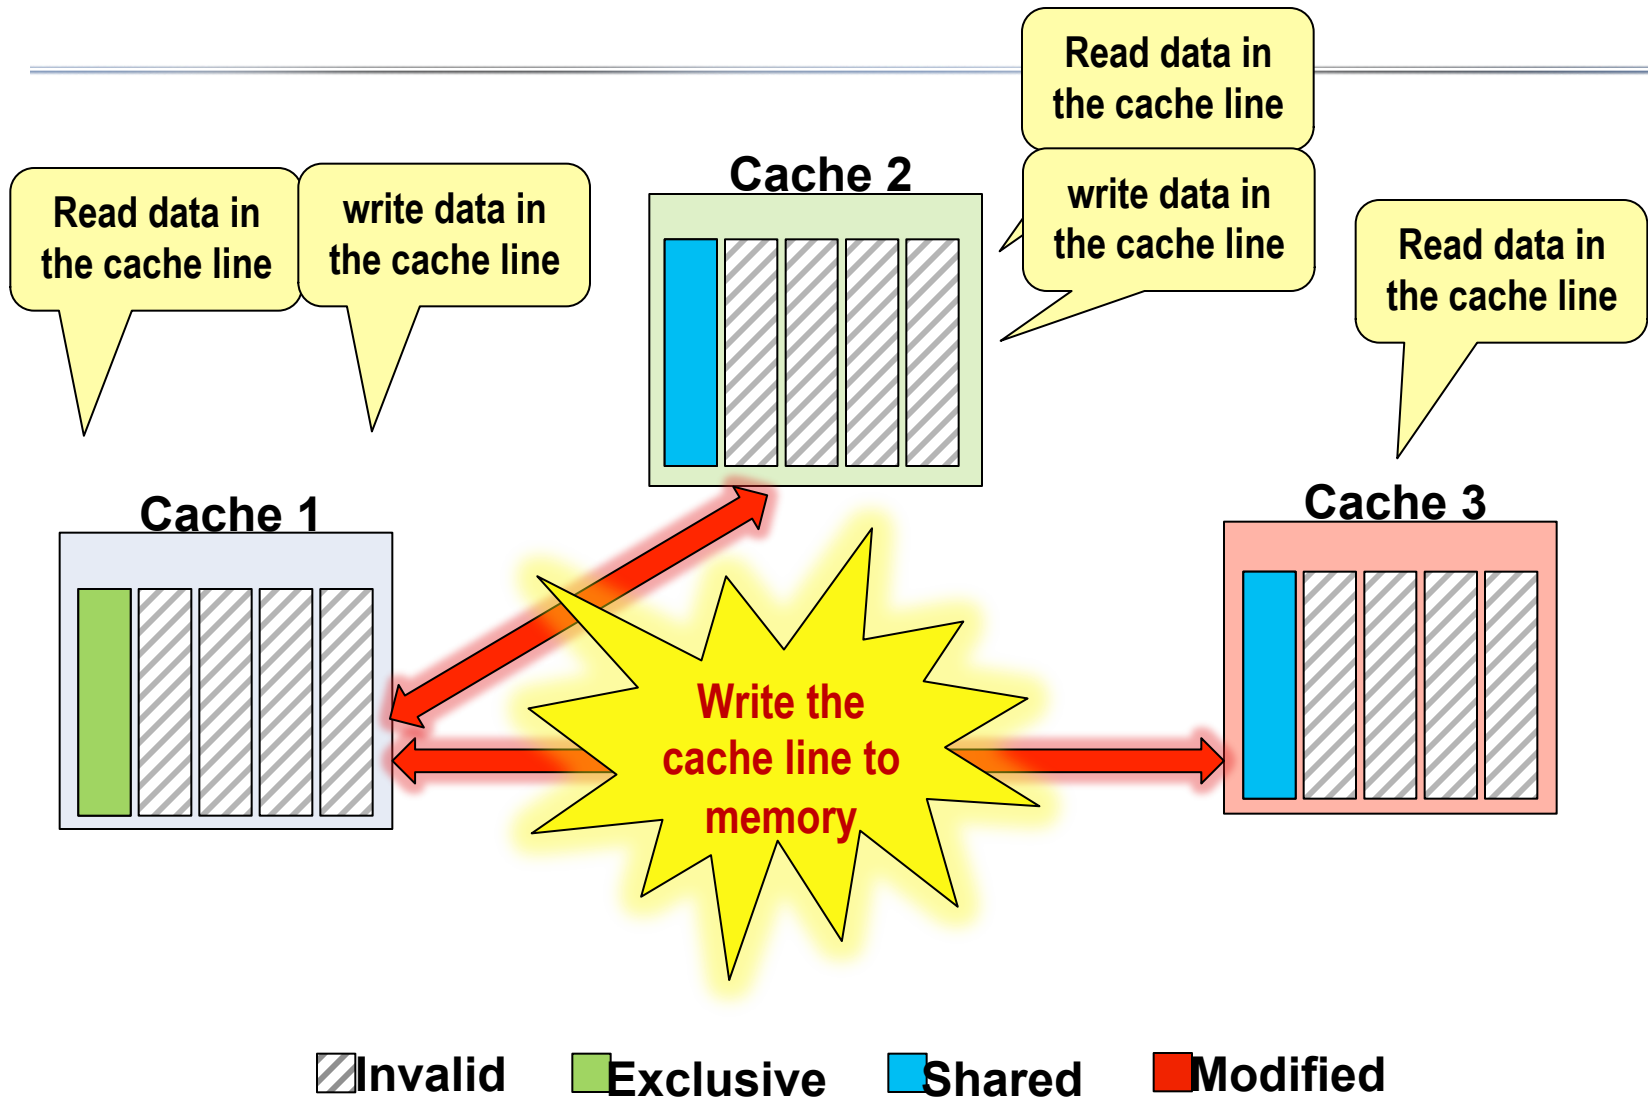 Read data in
the cache line
write data in
the cache line
Read data in
the cache line
write data in
the cache line
Read data in
the cache line
Cache 1
Cache 2
Cache 3
Write the
cache line to
memory
Invalid
Exclusive
Shared
Modified